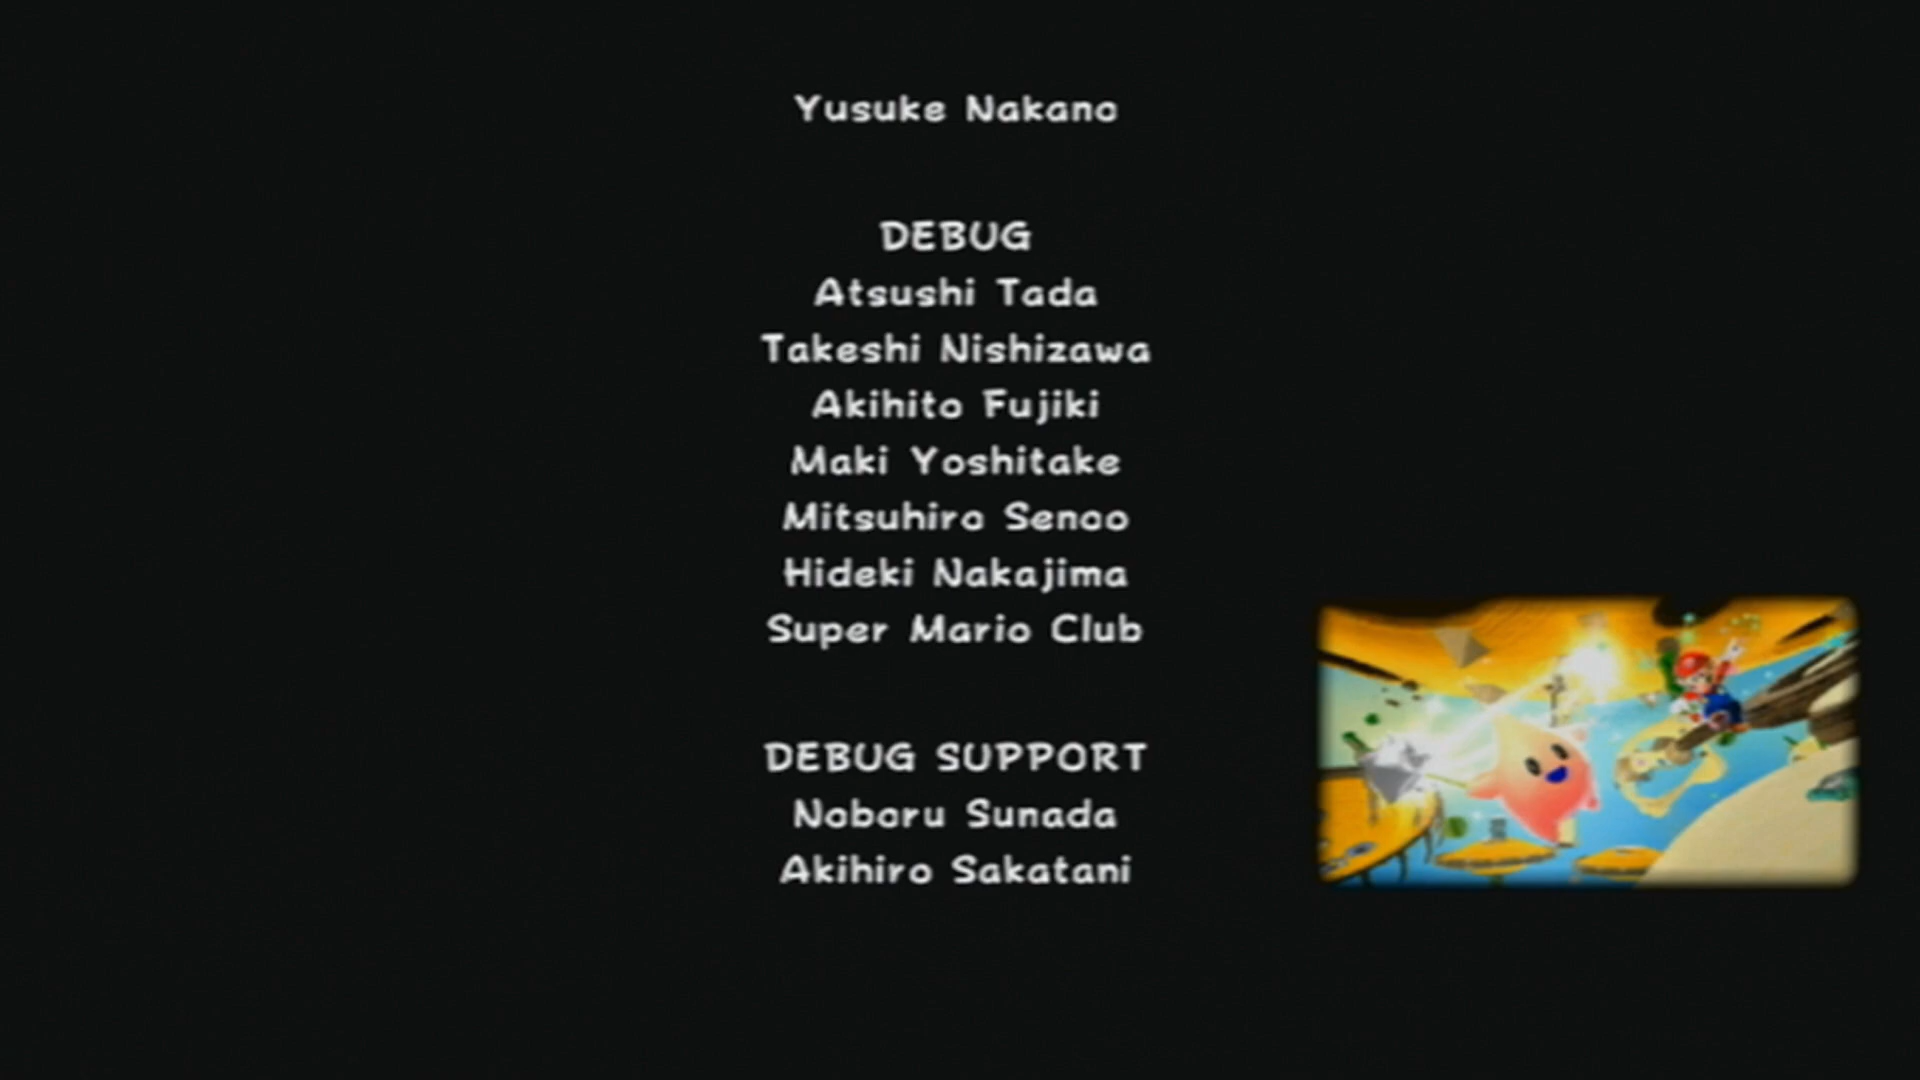 Yusuke Nakano
DEBUG
Atsushi Tada
Takeshi Nishizawa
Akihito Fujiki
Maki Yoshitake
Mitsuhiro Senoo
Hideki Nakajima
Super Mario Club
DEBUG SUPPORT
Noboru Sunada
Akihiro Sakatani